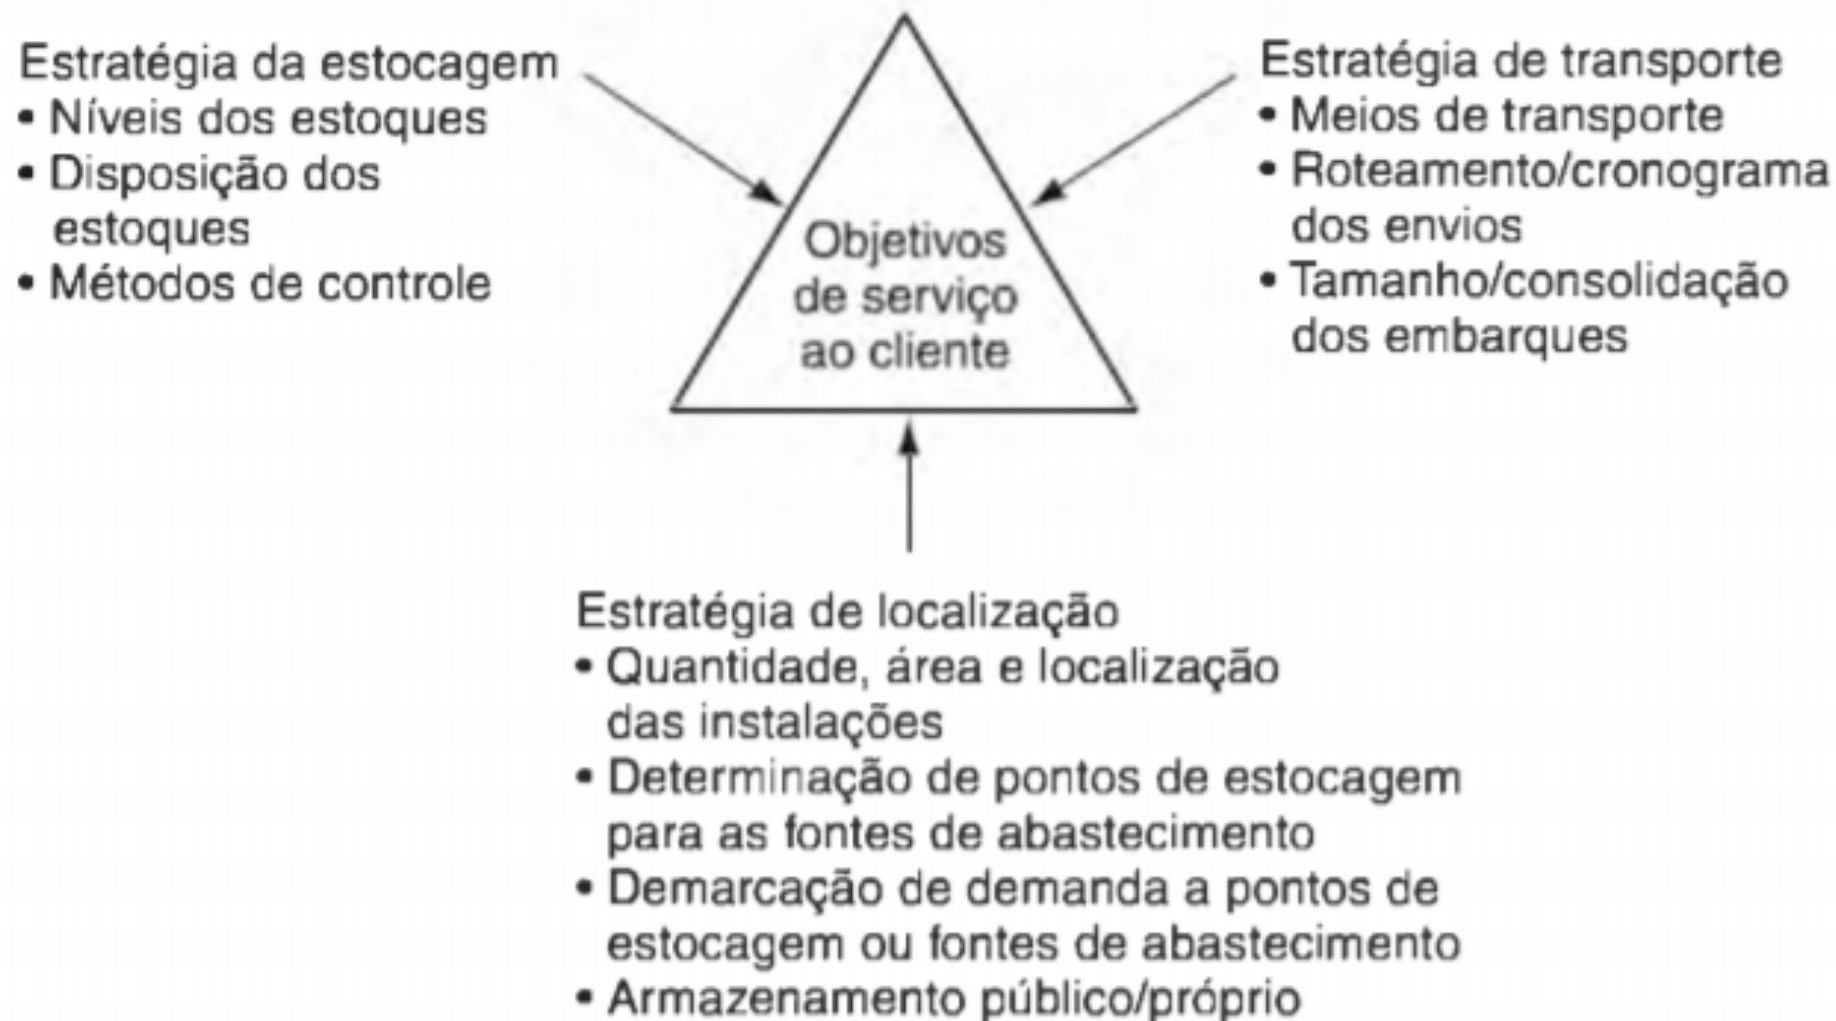 Estratégia da estocagem
• Níveis dos estoques
• Disposição dos
estoques
• Métodos de controle
Objetivos
de serviço
ao cliente
Estratégia de transporte
• Meios de transporte
• Roteamento/cronograma
dos envios
• Tamanho/consolidação
dos embarques
Estratégia de localização
• Quantidade, área e localização
das instalações
• Determinação de pontos de estocagem
para as fontes de abastecimento
• Demarcação de demanda a pontos de
estocagem ou fontes de abastecimento
• Armazenamento público/próprio